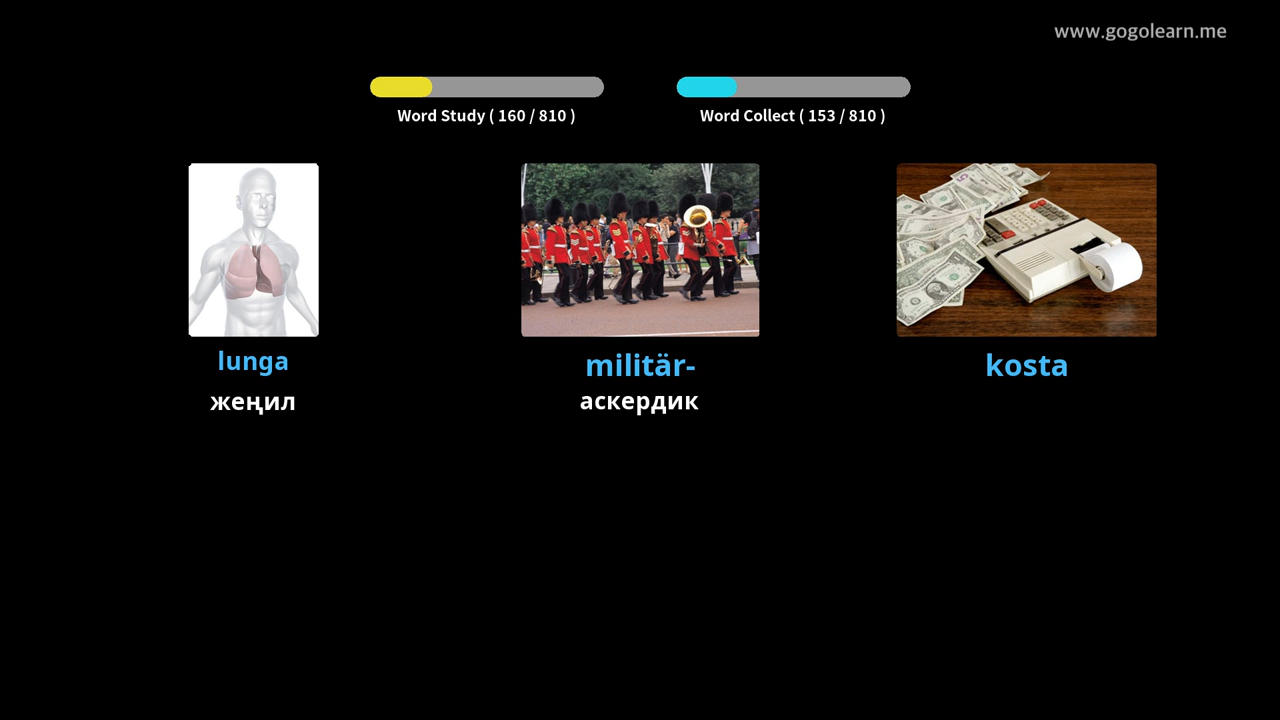 www.gogolearn.me
Word Study ( 160 / 810 )
Word Collect ( 153 / 810 )
lunga
militär-
kosta
жеңил
аскердик